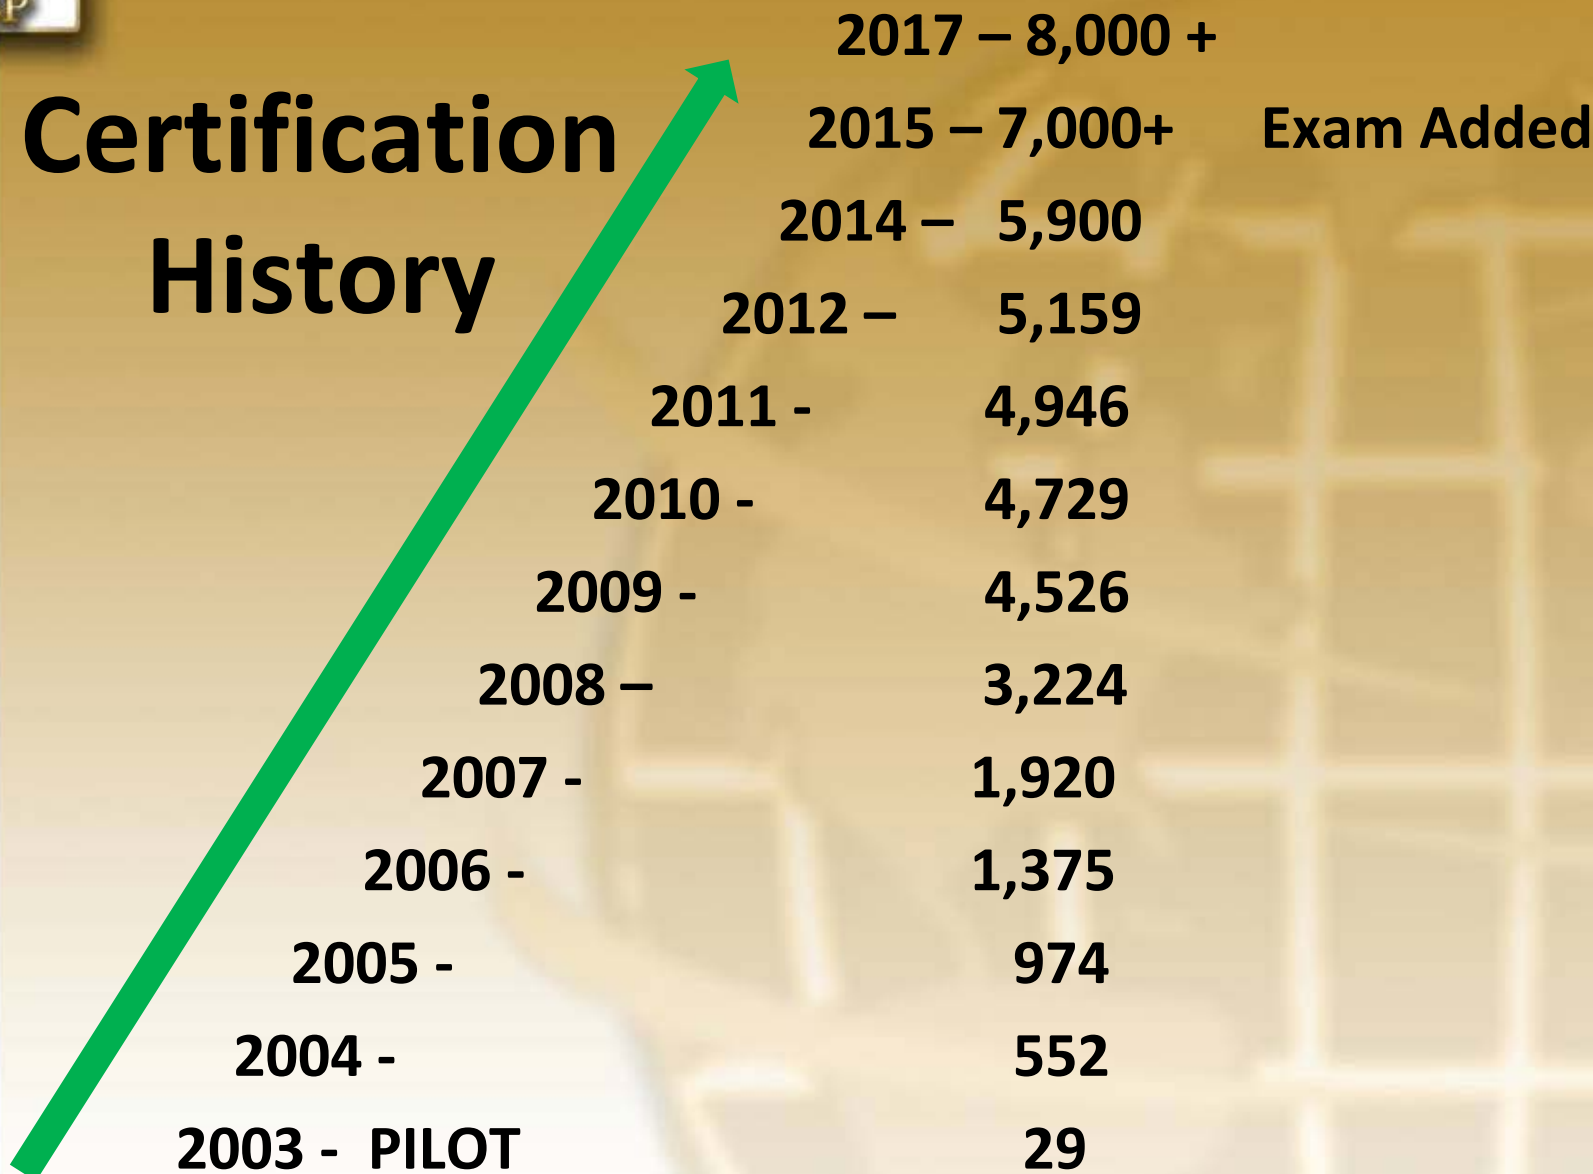 P
2017 – 8,000 +
Certification
History
2015 – 7,000+ Exam Added
2014 – 5,900
2012 – 5,159
2011 - 4,946
2010 - 4,729
2009 - 4,526
2008 – 3,224
2007 - 1,920
2006 - 1,375
2005 - 974
2004 - 552
2003 - PILOT 29